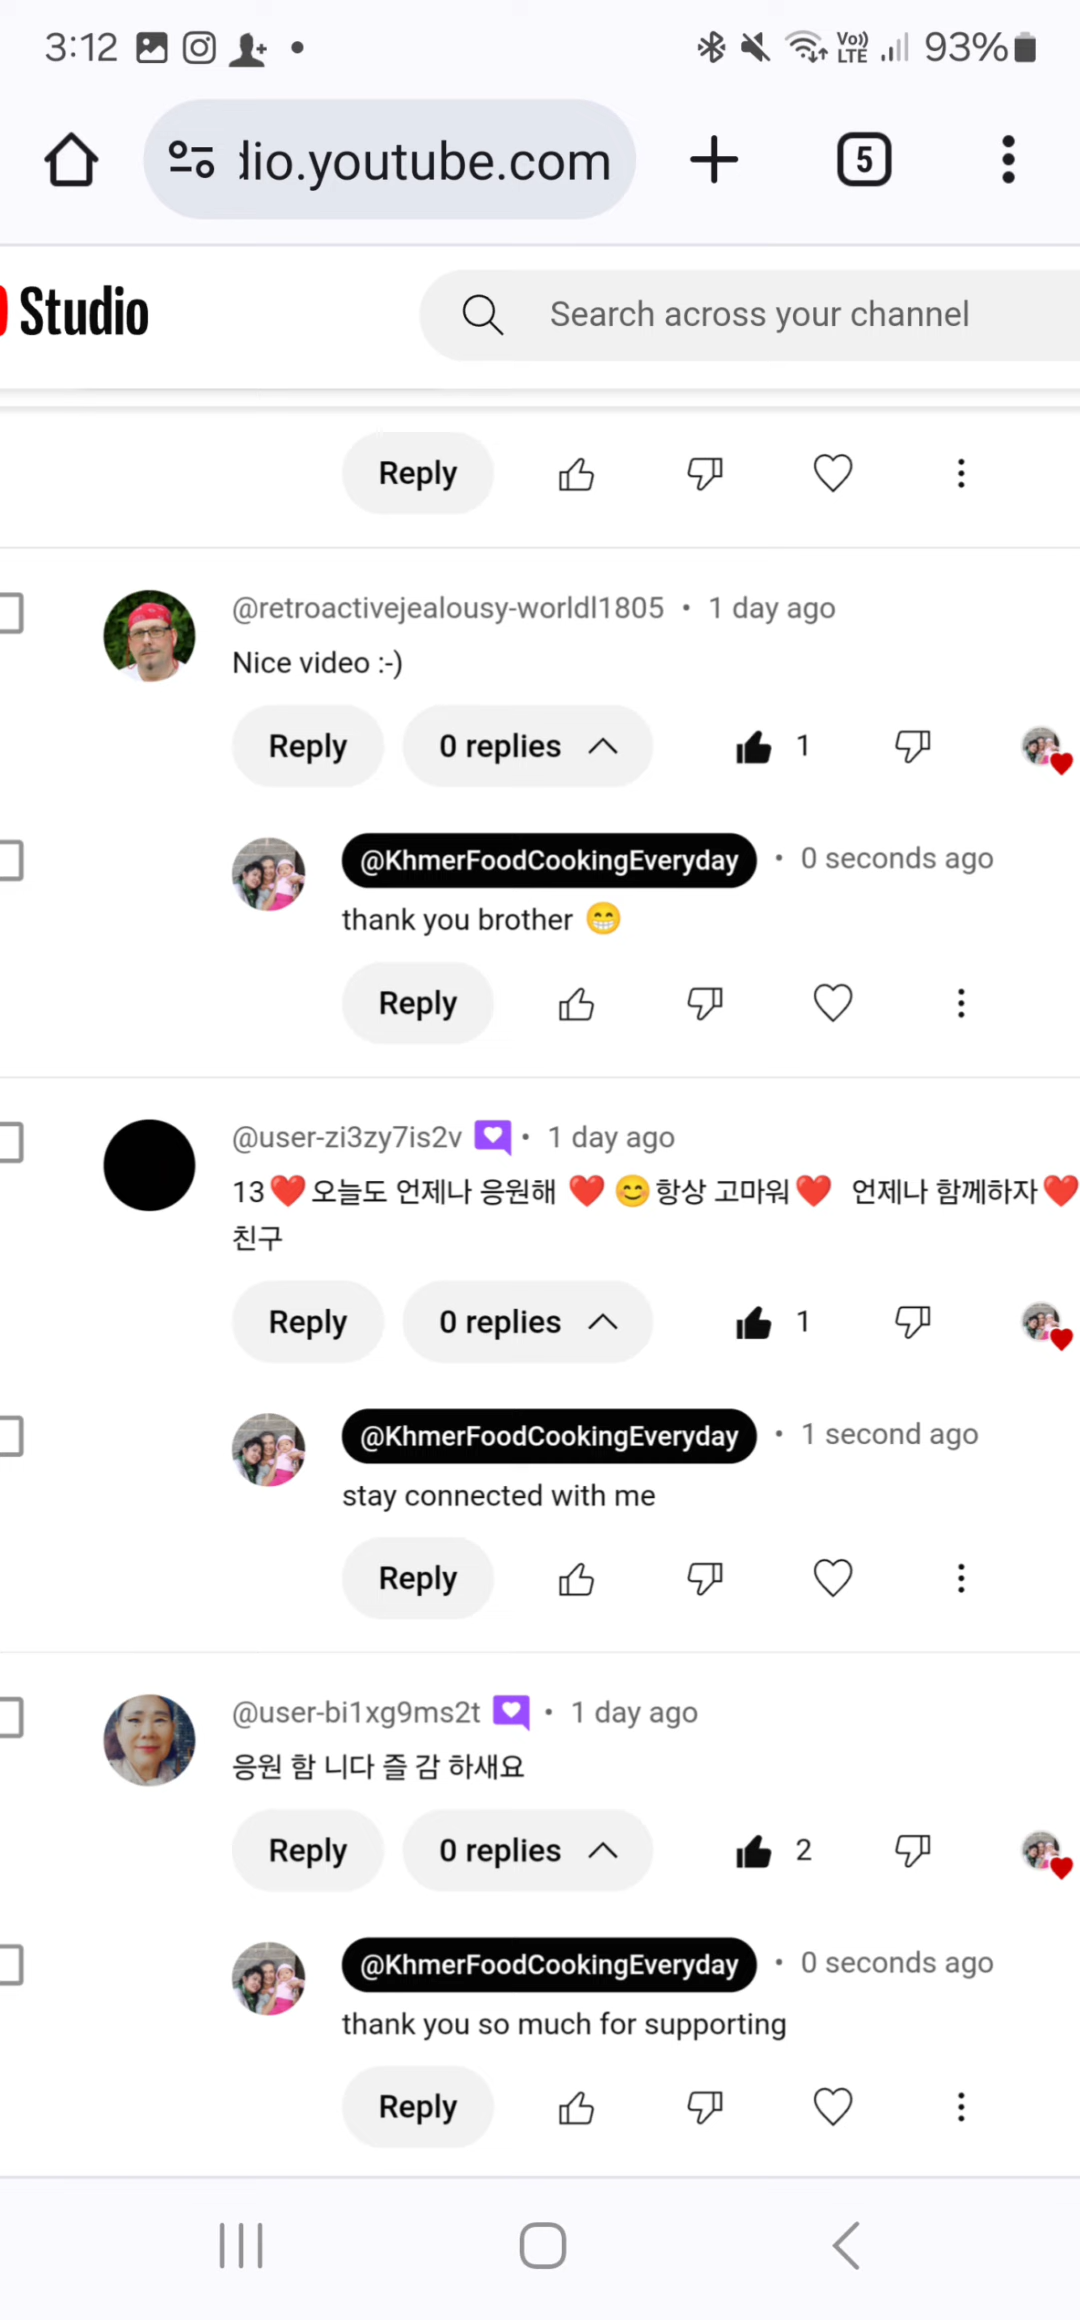 3:12
Vo))
LTE
93%
dio.youtube.com
5
Studio
Search across your channel
Reply
@retroactivejealousy-worldl1805 • 1 day ago
Nice video :-)
Reply
0 replies
1
@KhmerFoodCookingEveryday • 0 seconds ago
thank you brother 😁
Reply
@user-zi3zy7is2v • 1 day ago
13❤️오늘도 언제나 응원해 ❤️ 😊항상 고마워❤️ 언제나 함께하자❤️
친구
Reply
0 replies
1
@KhmerFoodCookingEveryday • 1 second ago
stay connected with me
Reply
@user-bi1xg9ms2t • 1 day ago
응원 함 니다 즐 감 하새요
Reply
0 replies
2
@KhmerFoodCookingEveryday • 0 seconds ago
thank you so much for supporting
Reply